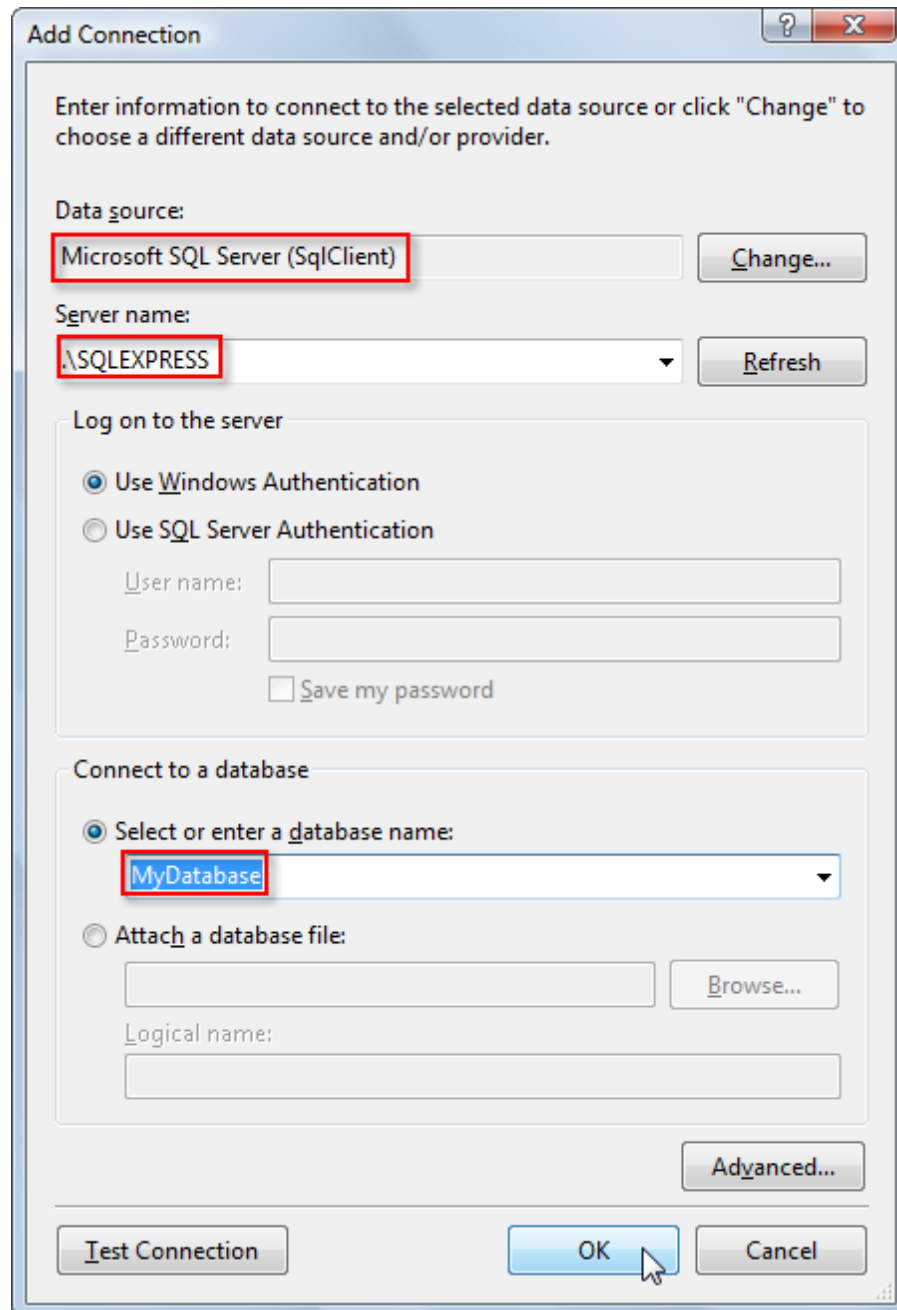 Add Connection
Enter information to connect to the selected data source or click "Change" to
choose a different data source and/or provider.
Data source:
Microsoft SQL Server (SqlClient)
Change...
Server name:
.\SQLEXPRESS
Refresh
Log on to the server
Use Windows Authentication
Use SQL Server Authentication
User name:
Password:
Save my password
Connect to a database
Select or enter a database name:
MyDatabase
Attach a database file:
Browse...
Logical name:
Advanced...
Test Connection
OK
Cancel